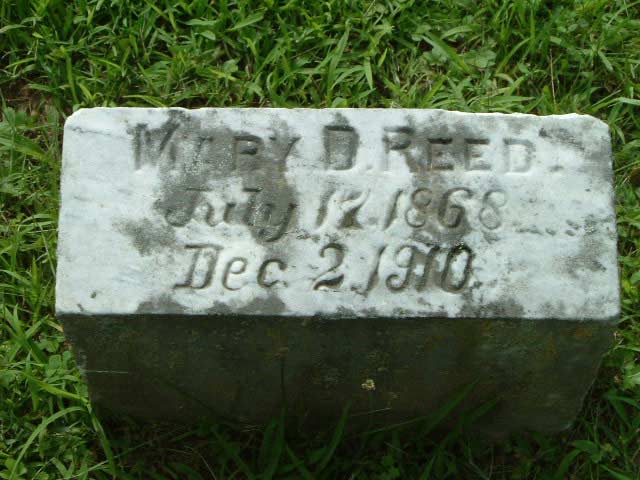 MARY D. REED.
July 17, 1868
Dec. 2, 1910.